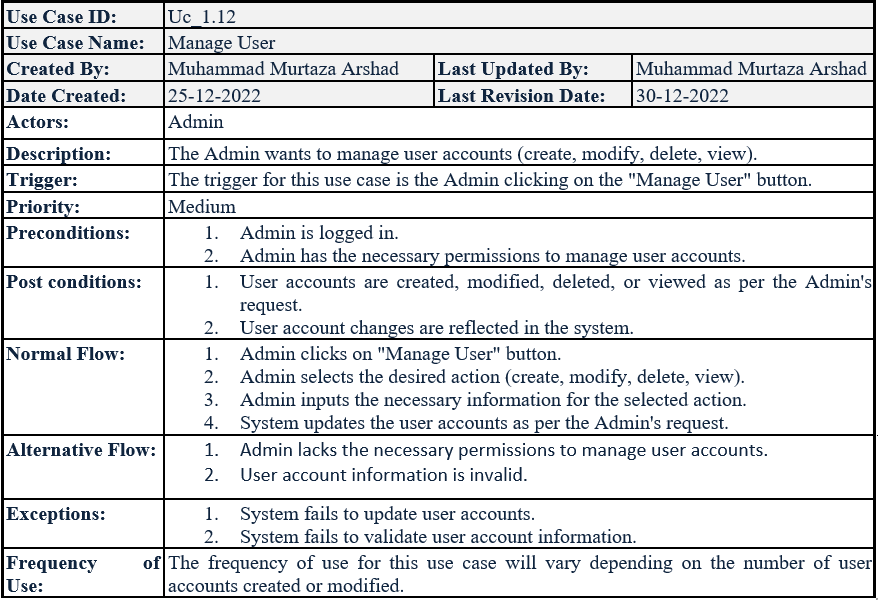 Use Case ID: Uc_1.12
Use Case Name: Manage User
Created By: Muhammad Murtaza Arshad Last Updated By: Muhammad Murtaza Arshad
Date Created: 25-12-2022 Last Revision Date: 30-12-2022
Actors: Admin
Description: The Admin wants to manage user accounts (create, modify, delete, view).
Trigger: The trigger for this use case is the Admin clicking on the "Manage User" button.
Priority: Medium
Preconditions: 1. Admin is logged in.
2. Admin has the necessary permissions to manage user accounts.
Post conditions: 1. User accounts are created, modified, deleted, or viewed as per the Admin's
request.
2. User account changes are reflected in the system.
Normal Flow: 1. Admin clicks on "Manage User" button.
2. Admin selects the desired action (create, modify, delete, view).
3. Admin inputs the necessary information for the selected action.
4. System updates the user accounts as per the Admin's request.
Alternative Flow: 1. Admin lacks the necessary permissions to manage user accounts.
2. User account information is invalid.
Exceptions: 1. System fails to update user accounts.
2. System fails to validate user account information.
Frequency of The frequency of use for this use case will vary depending on the number of user
Use: accounts created or modified.